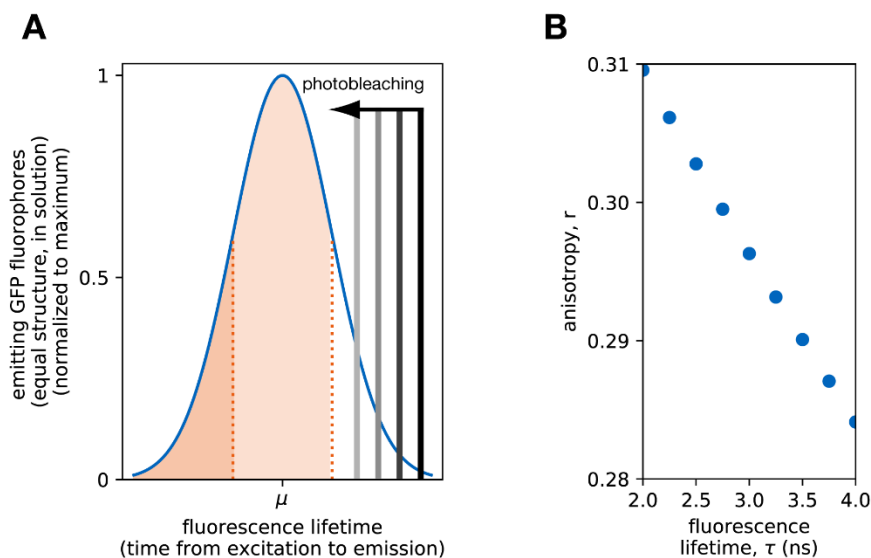 A
photobleaching
1
0.5
0
μ
emitting GFP fluorophores
(equal structure, in solution)
(normalized to maximum)
fluorescence lifetime
(time from excitation to emission)
B
0.31
0.30
0.29
0.28
2.0 2.5 3.0 3.5 4.0
anisotropy, r
fluorescence
lifetime, τ (ns)